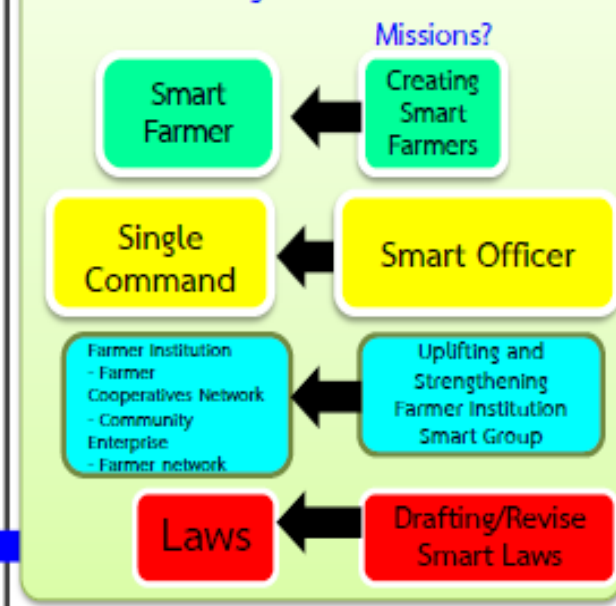 Missions?
Smart
Farmer
Creating
Smart
Farmers
Single
Command
Smart Officer
Farmer Institution
- Farmer
Cooperatives Network
- Community
Enterprise
- Farmer network
Uplifting and
Strengthening
Farmer Institution
Smart Group
Laws
Drafting/Revise
Smart Laws